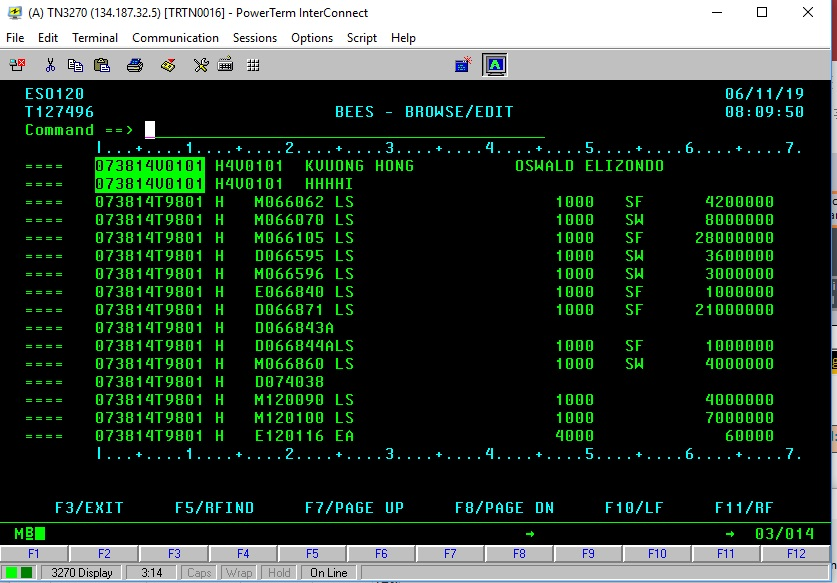 (A) TN3270 (134.187.32.5) [TRTN0016] - PowerTerm InterConnect
File Edit Terminal Communication Sessions Options Script Help
A
ESO120 06/11/19
T127496 BEES - BROWSE/EDIT 08:09:50
Command ==>
|...+....1....+....2....+....3....+....4....+....5....+....6....+....7.
==== 073814V0101 H4V0101 KVUONG HONG OSWALD ELIZONDO
==== 073814V0101 H4V0101 HHHHI
==== 073814T9801 H M066062 LS 1000 SF 4200000
==== 073814T9801 H M066070 LS 1000 SW 8000000
==== 073814T9801 H M066105 LS 1000 SF 28000000
==== 073814T9801 H D066595 LS 1000 SW 3600000
==== 073814T9801 H M066596 LS 1000 SW 3000000
==== 073814T9801 H E066840 LS 1000 SF 1000000
==== 073814T9801 H D066871 LS 1000 SF 21000000
==== 073814T9801 H D066843A
==== 073814T9801 H D066844ALS 1000 SF 1000000
==== 073814T9801 H M066860 LS 1000 SW 4000000
==== 073814T9801 H D074038
==== 073814T9801 H M120090 LS 1000 4000000
==== 073814T9801 H M120100 LS 1000 7000000
==== 073814T9801 H E120116 EA 4000 60000
|...+....1....+....2....+....3....+....4....+....5....+....6....+....7.
F3/EXIT F5/RFIND F7/PAGE UP F8/PAGE DN F10/LF F11/RF
MB → → 03/014
F1 F2 F3 F4 F5 F6 F7 F8 F9 F10 F11 F12
3270 Display 3:14 Caps Wrap Hold On Line